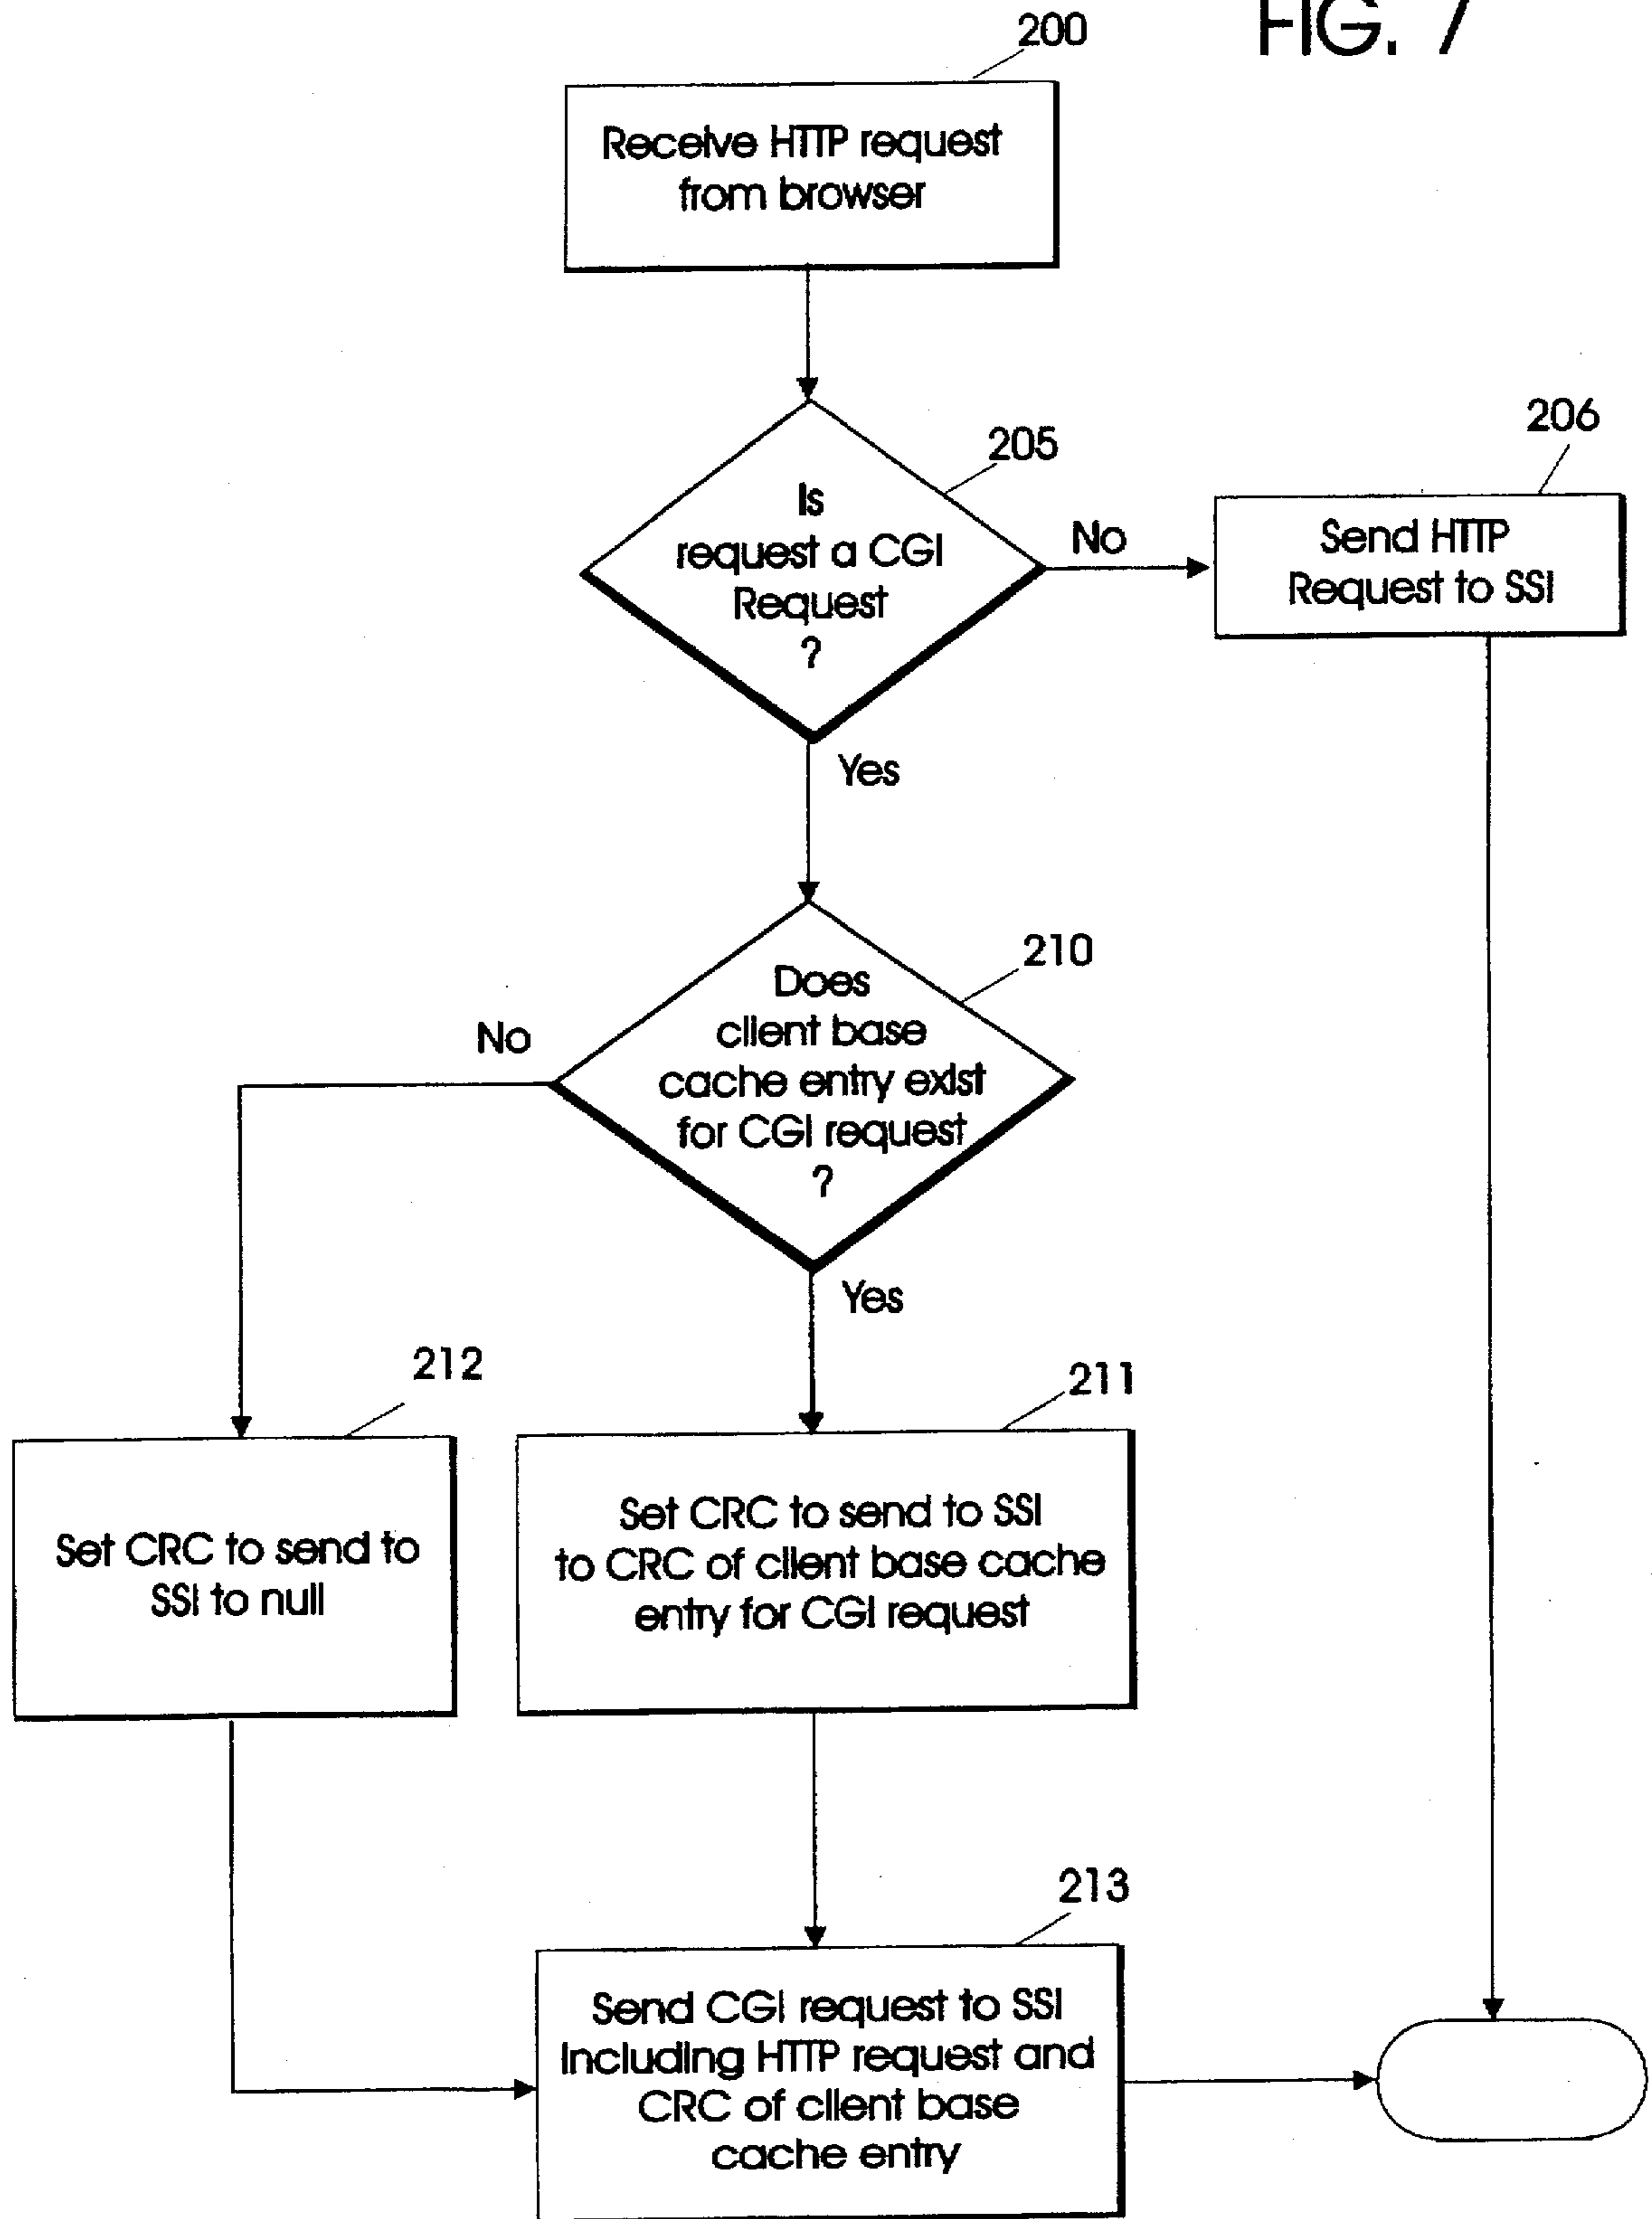 FIG. 7
200
Receive HTTP request
from browser
205
Is
request a CGI
Request
?
No
206
Send HTTP
Request to SSI
Yes
210
Does
client base
cache entry exist
for CGI request
?
No
Yes
212
Set CRC to send to
SSI to null
211
Set CRC to send to SSI
to CRC of client base cache
entry for CGI request
213
Send CGI request to SSI
Including HTTP request and
CRC of client base
cache entry